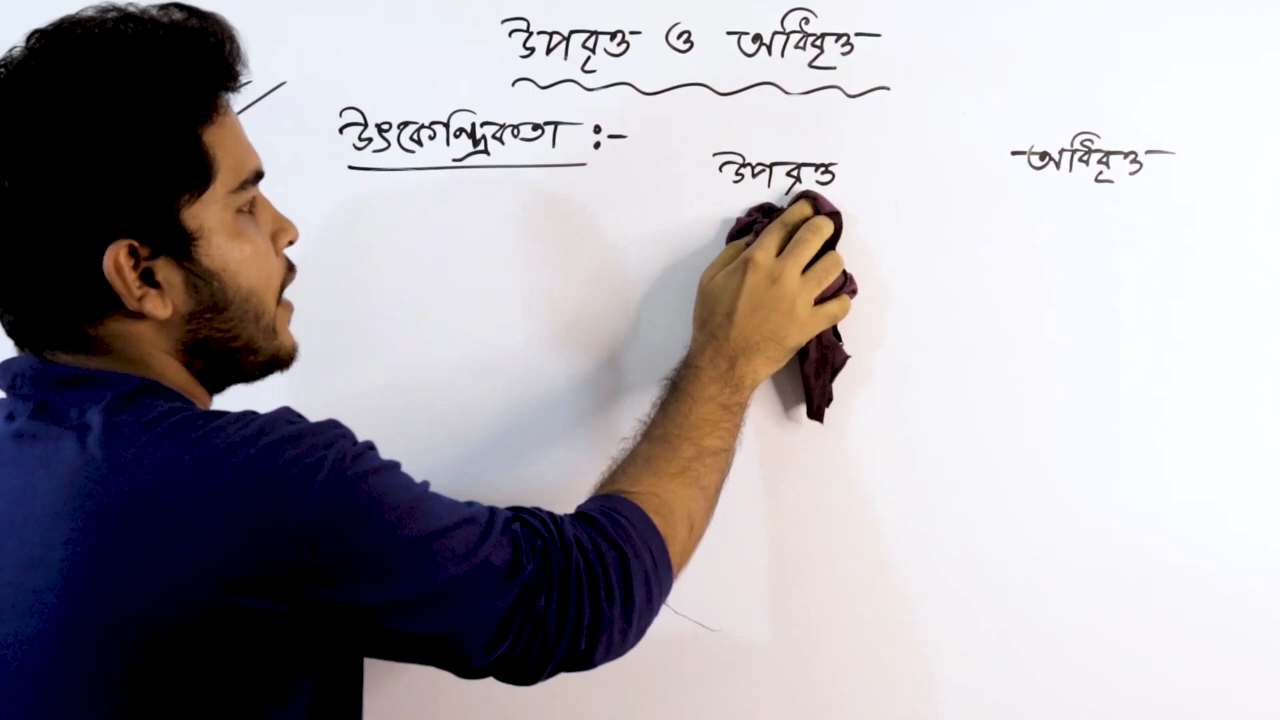 উপবৃত্ত ও অধিবৃত্ত
উৎকেন্দ্রিকতা :-
উপবৃত্ত
অধিবৃত্ত